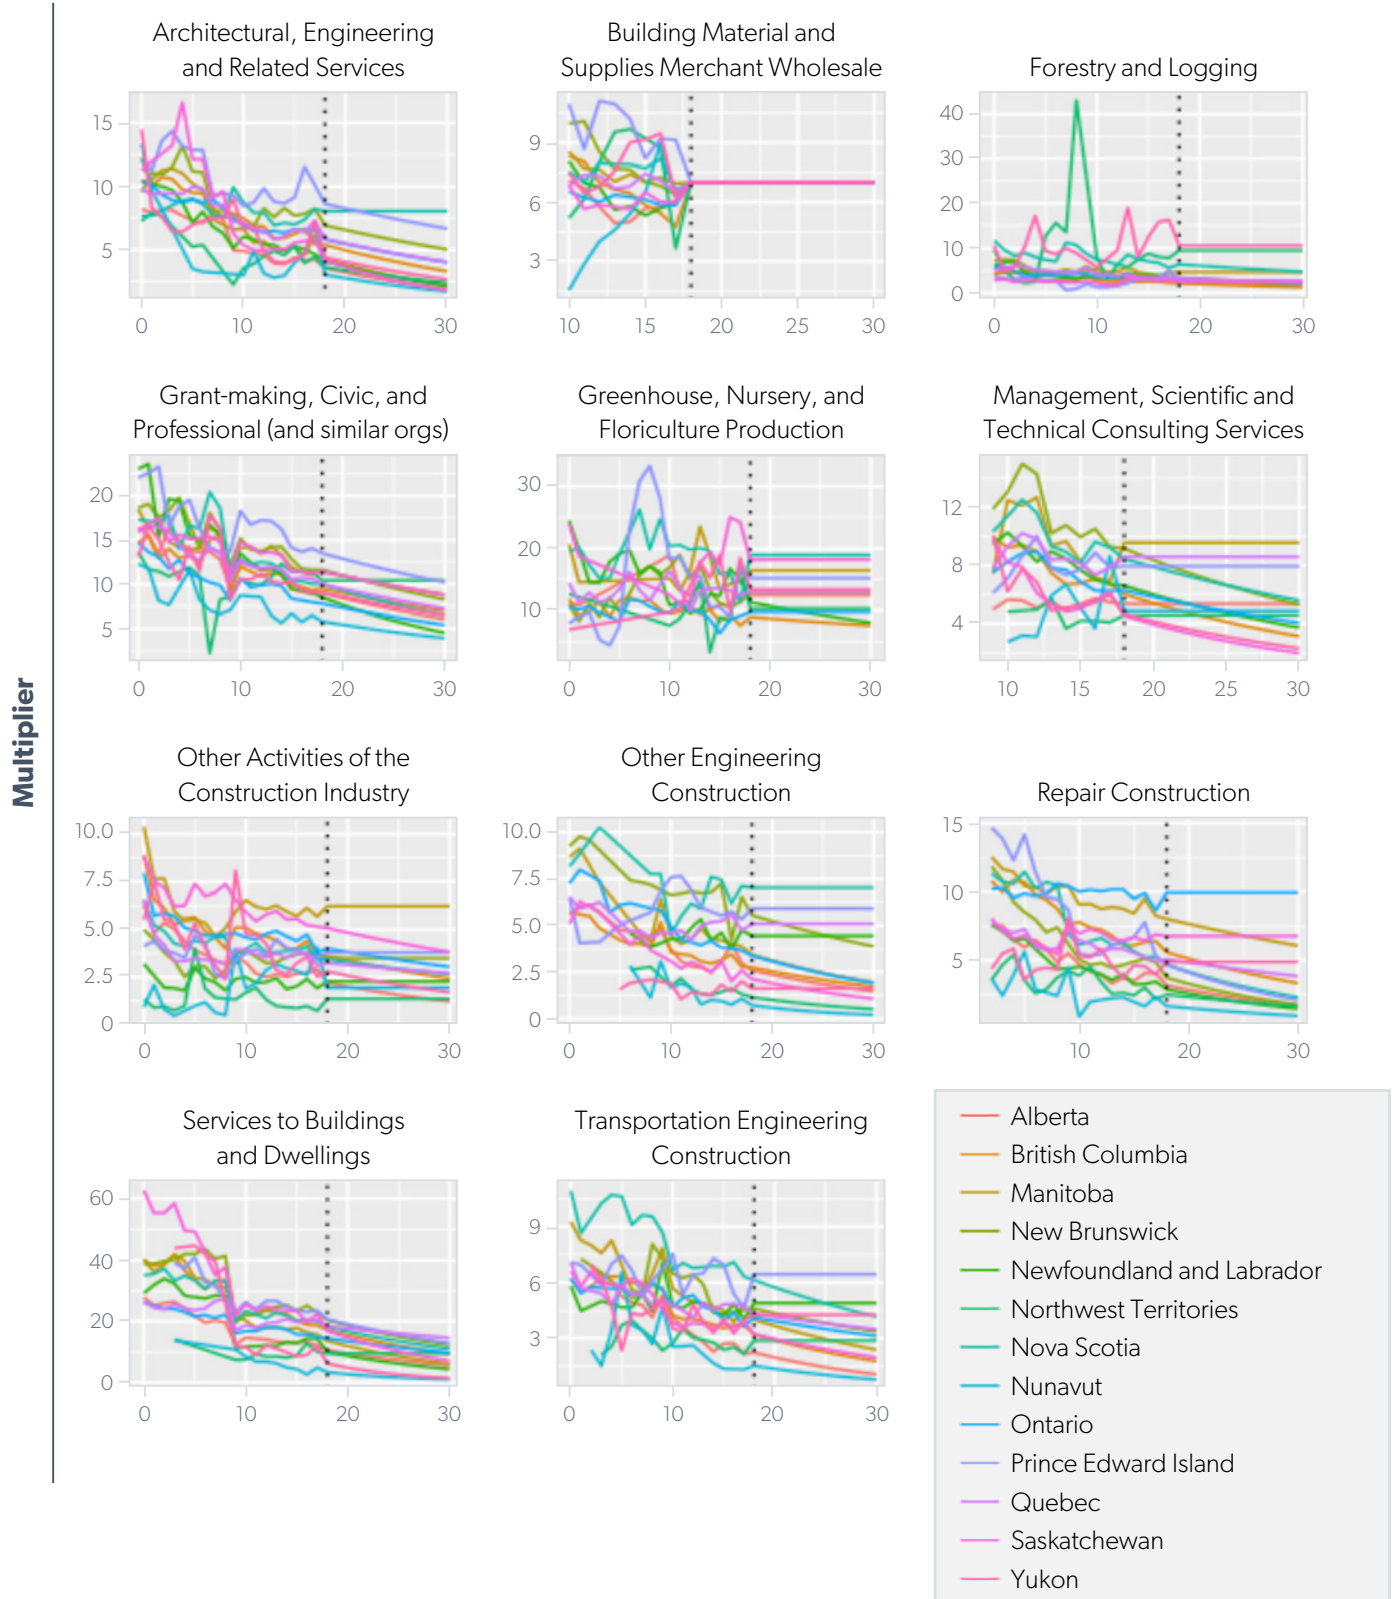 Multiplier
Architectural, Engineering
and Related Services
15
10
5
0
10
20
30
Building Material and
Supplies Merchant Wholesale
9
6
3
10
15
20
25
30
Forestry and Logging
40
30
20
10
0
0
10
20
30
Grant-making, Civic, and
Professional (and similar orgs)
20
15
10
5
0
10
20
30
Greenhouse, Nursery, and
Floriculture Production
30
20
10
0
10
20
30
Management, Scientific and
Technical Consulting Services
12
8
4
10
15
20
25
30
Other Activities of the
Construction Industry
10.0
7.5
5.0
2.5
0
0
10
20
30
Other Engineering
Construction
10.0
7.5
5.0
2.5
0
0
10
20
30
Repair Construction
15
10
5
10
20
30
Services to Buildings
and Dwellings
60
40
20
0
0
10
20
30
Transportation Engineering
Construction
9
6
3
0
10
20
30
Alberta
British Columbia
Manitoba
New Brunswick
Newfoundland and Labrador
Northwest Territories
Nova Scotia
Nunavut
Ontario
Prince Edward Island
Quebec
Saskatchewan
Yukon